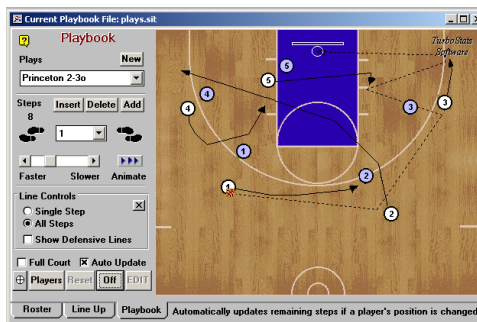 Current Playbook File: plays.sit
Playbook
Plays
New
Princeton 2-3o
Steps
8
Insert
Delete
Add
1
Faster
Slower
Animate
Line Controls
Single Step
All Steps
Show Defensive Lines
Full Court
Auto Update
Players
Reset
Off
EDIT
Roster
Line Up
Playbook
Automatically updates remaining steps if a player's position is changed
TurboStats
Software
5
5
4
4
3
3
1
2
1
2